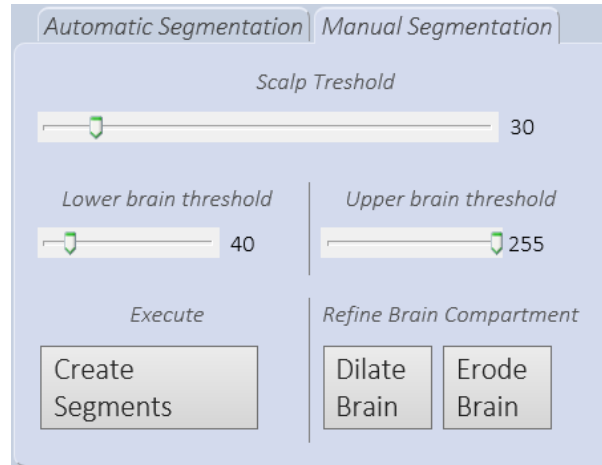 Automatic Segmentation Manual Segmentation
Scalp Treshold
30
Lower brain threshold Upper brain threshold
40 255
Execute Refine Brain Compartment
Create Dilate Erode
Segments Brain Brain